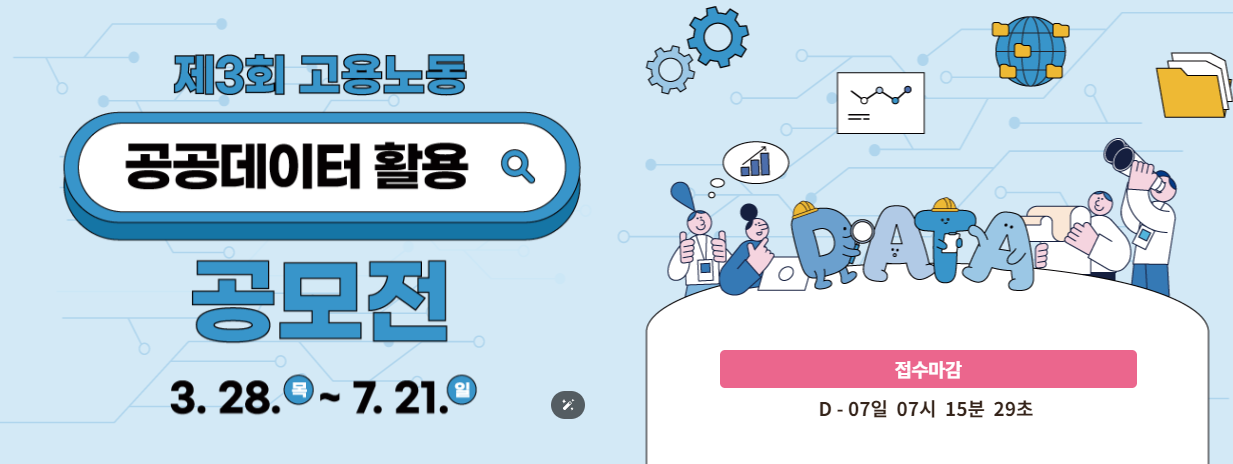 제3회 고용노동
공공데이터 활용
공모전
3. 28. 목 ~ 7. 21. 일
DATA
접수마감
D - 07일 07시 15분 29초